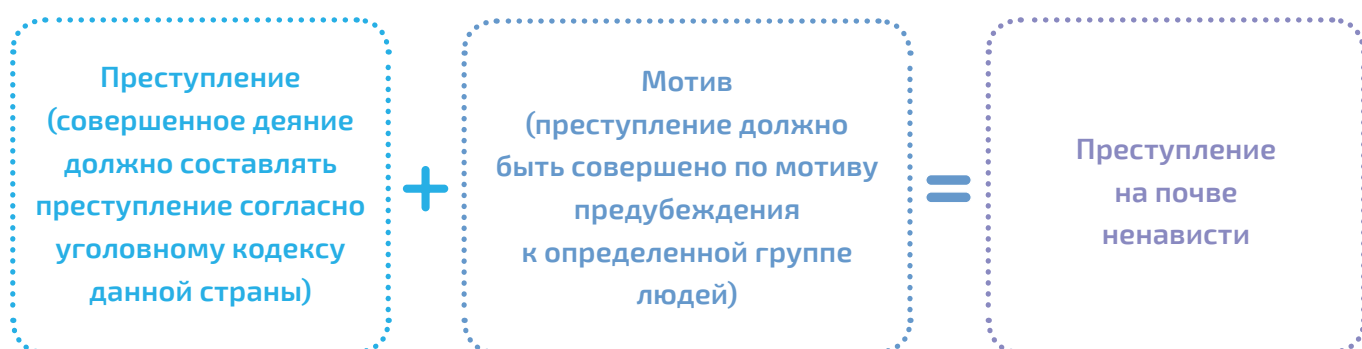 Преступление
(совершенное деяние
должно составлять
преступление согласно
уголовному кодексу
данной страны)
+
Мотив
(преступление должно
быть совершено по мотиву
предубеждения
к определенной группе
людей)
=
Преступление
на почве
ненависти